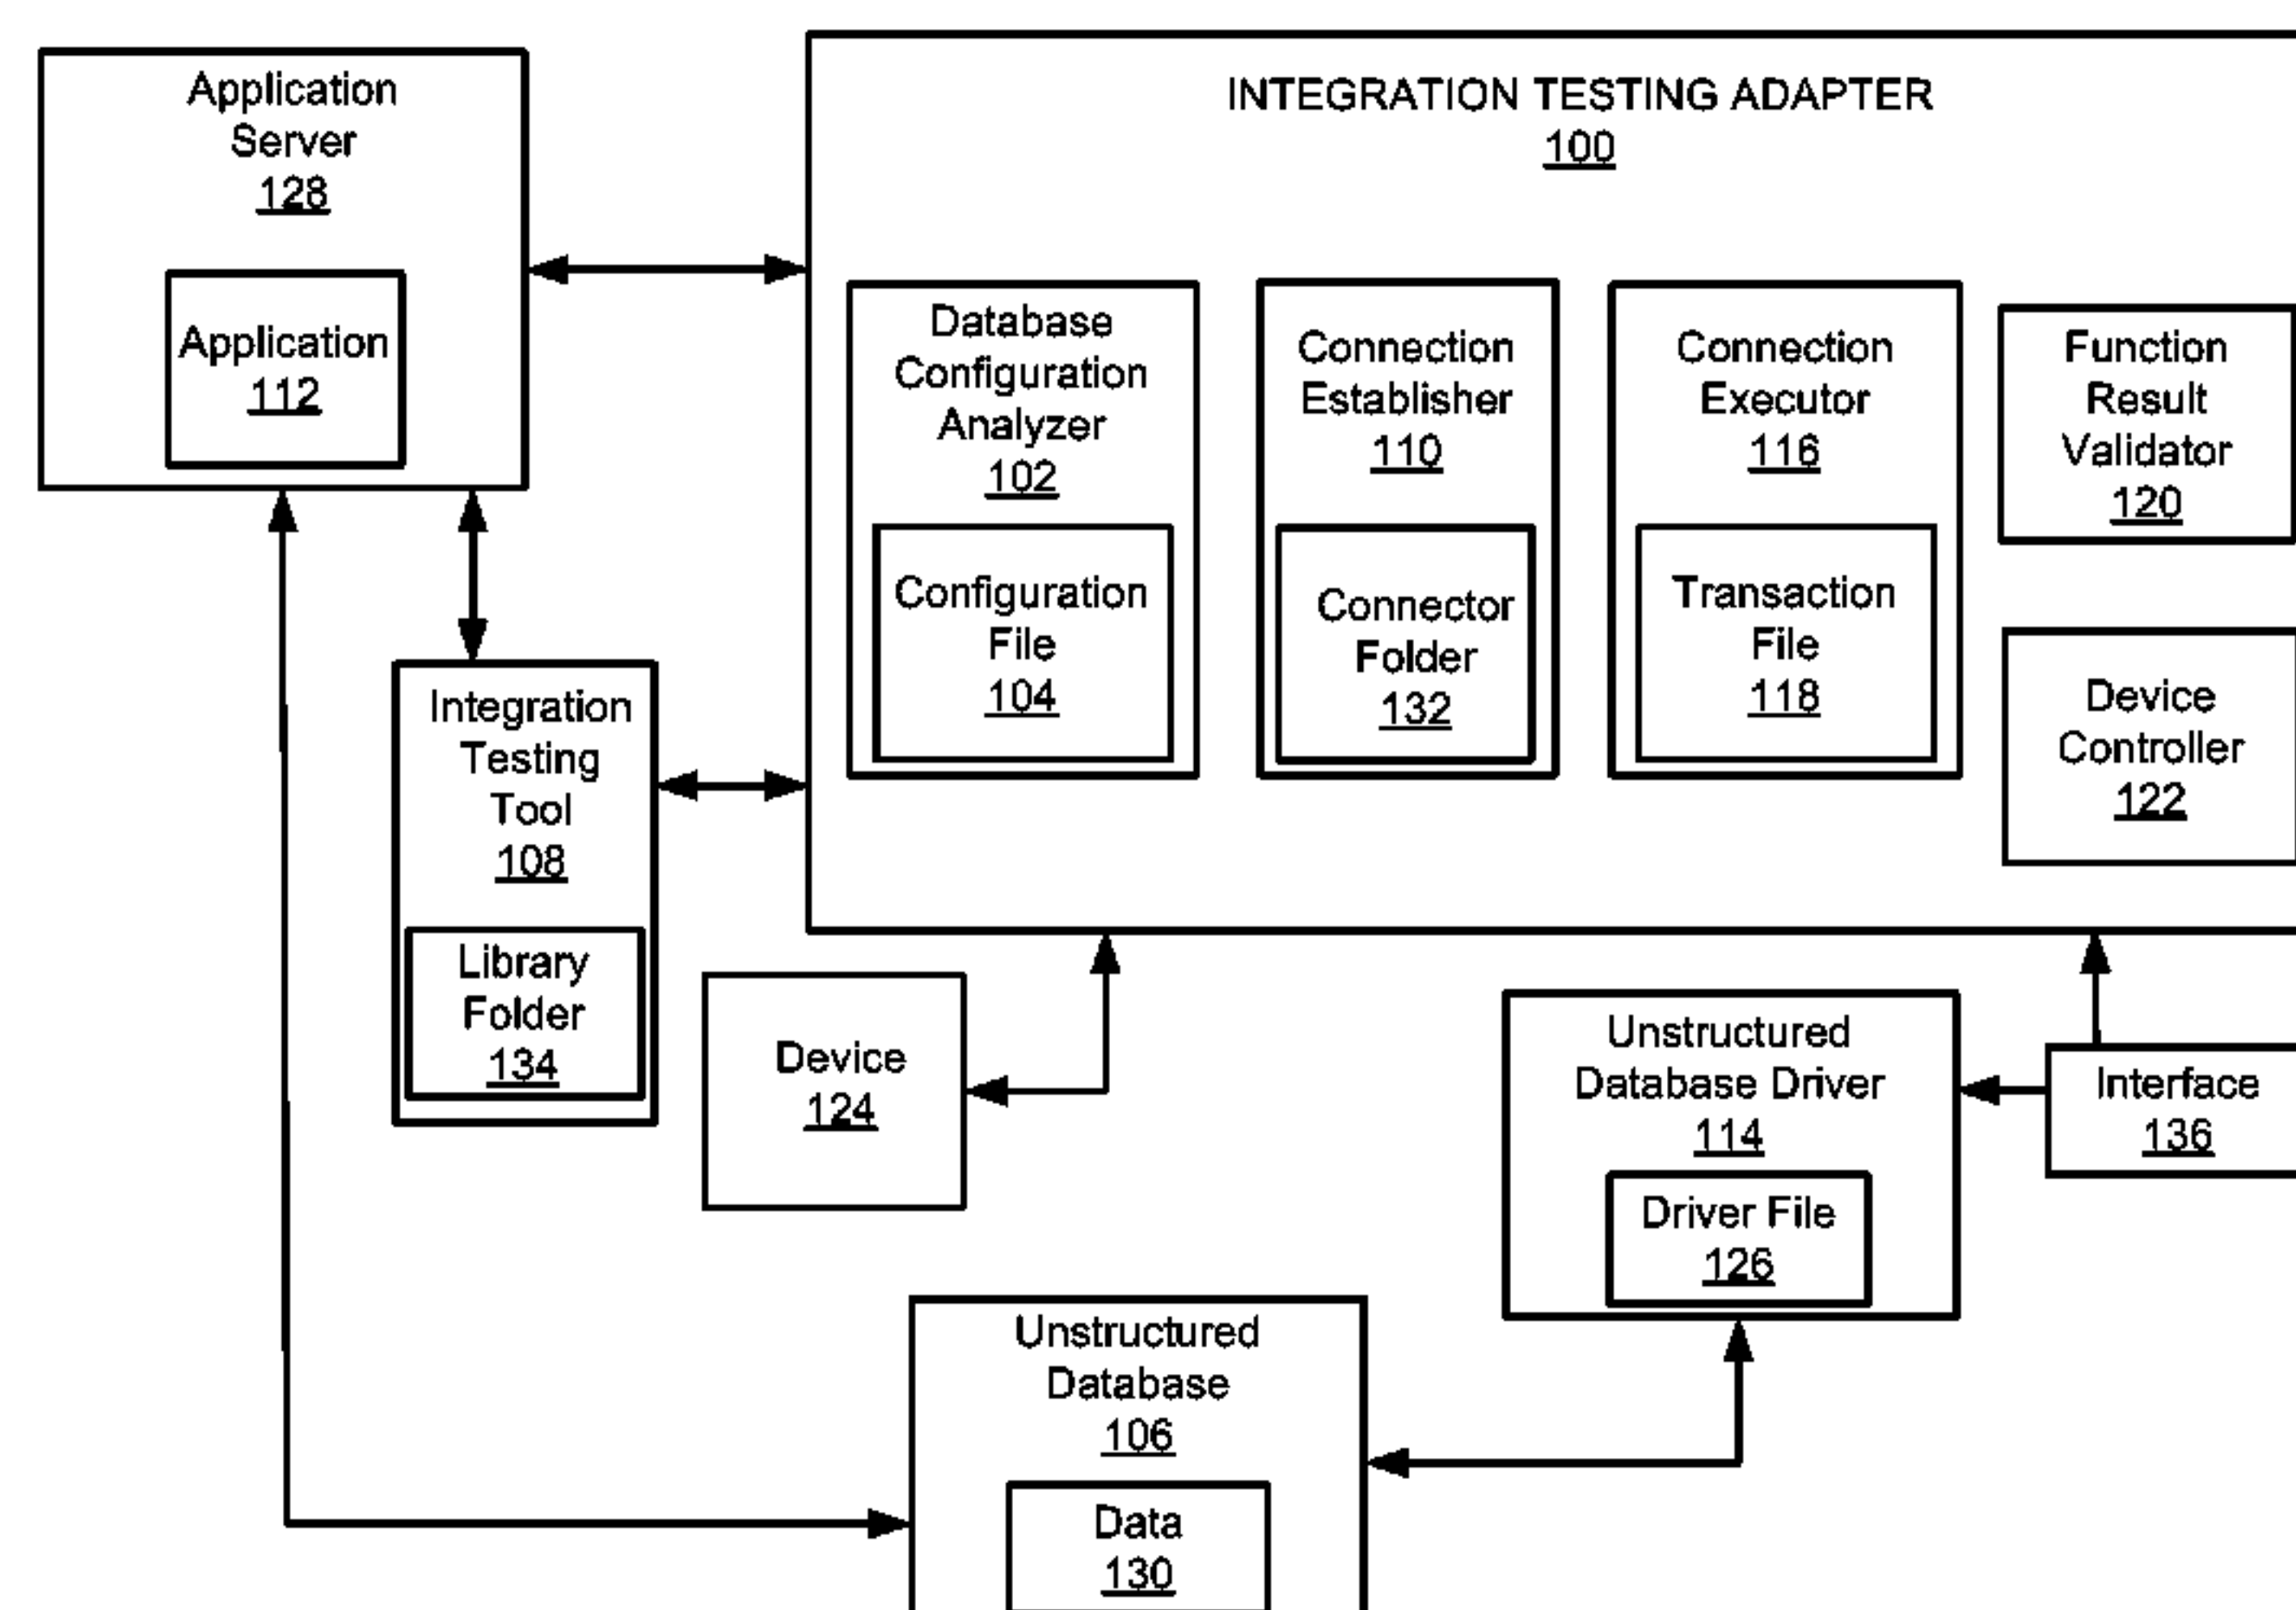 Application
Server
128
Application
112
INTEGRATION TESTING ADAPTER
100
Database
Configuration
Analyzer
102
Configuration
File
104
Connection
Establisher
110
Connector
Folder
132
Connection
Executor
116
Transaction
File
118
Function
Result
Validator
120
Device
Controller
122
Integration
Testing
Tool
108
Library
Folder
134
Device
124
Unstructured
Database Driver
114
Driver File
126
Interface
136
Unstructured
Database
106
Data
130